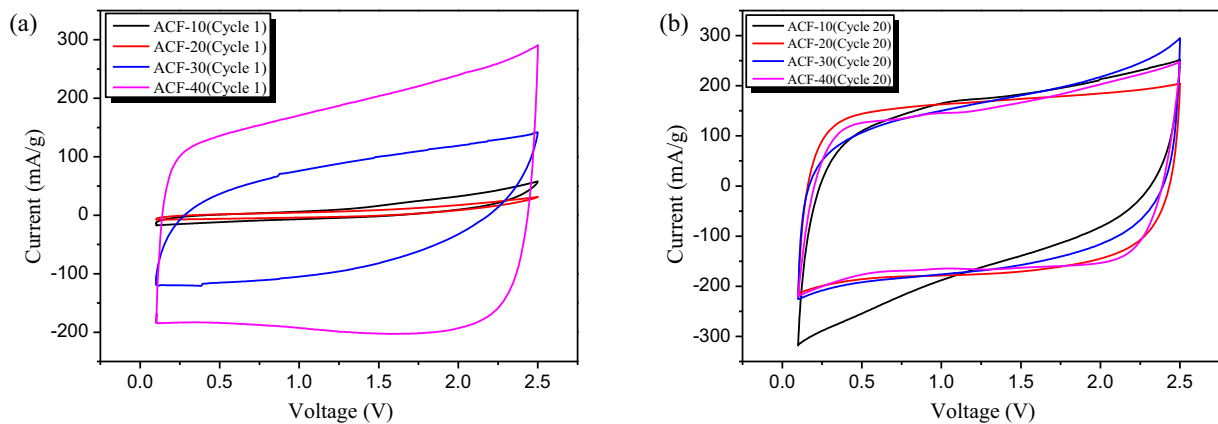 (a)
ACF-10(Cycle 1)
ACF-20(Cycle 1)
ACF-30(Cycle 1)
ACF-40(Cycle 1)
300
200
100
0
-100
-200
Current (mA/g)
0.0 0.5 1.0 1.5 2.0 2.5
Voltage (V)
(b)
ACF-10(Cycle 20)
ACF-20(Cycle 20)
ACF-30(Cycle 20)
ACF-40(Cycle 20)
300
200
100
0
-100
-200
-300
Current (mA/g)
0.0 0.5 1.0 1.5 2.0 2.5
Voltage (V)